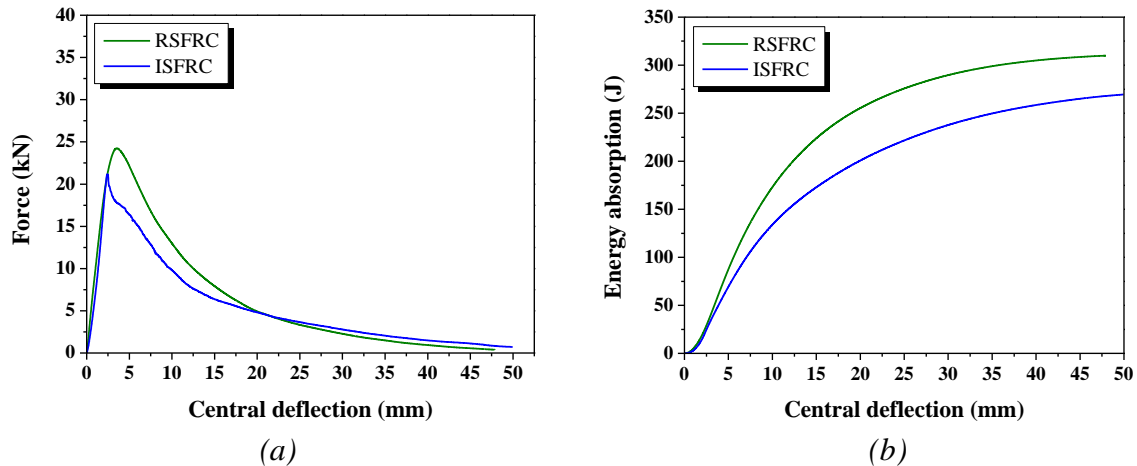 40
35
30
25
20
15
10
5
0
Force (kN)
RSFRC
ISFRC
0 5 10 15 20 25 30 35 40 45 50
Central deflection (mm)
(a)
350
300
250
200
150
100
50
0
Energy absorption (J)
RSFRC
ISFRC
0 5 10 15 20 25 30 35 40 45 50
Central deflection (mm)
(b)